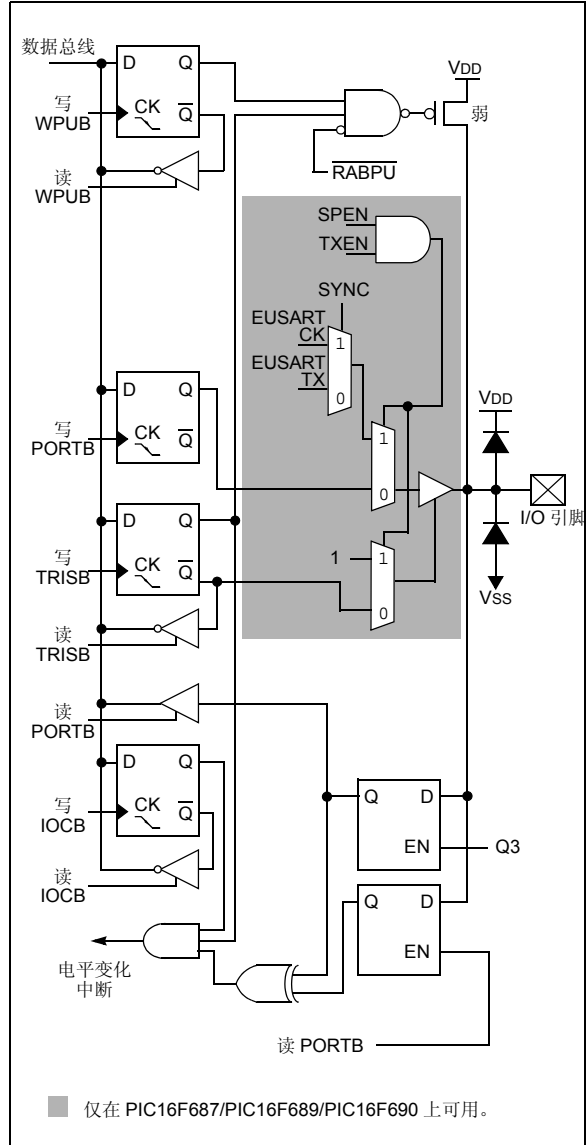 数据总线
D Q
VDD
写
WPUB
CK Q
弱
读
WPUB
RABPU
SPEN
TXEN
SYNC
EUSART
CK
1
EUSART
TX
0
D Q
VDD
写
PORTB
CK Q
1
0
I/O 引脚
D Q
写
TRISB
CK Q
1
1
0
VSS
读
TRISB
读
PORTB
D Q
写
IOCB
CK Q
Q D
EN
Q3
读
IOCB
Q D
EN
电平变化
中断
读 PORTB
仅在 PIC16F687/PIC16F689/PIC16F690 上可用。